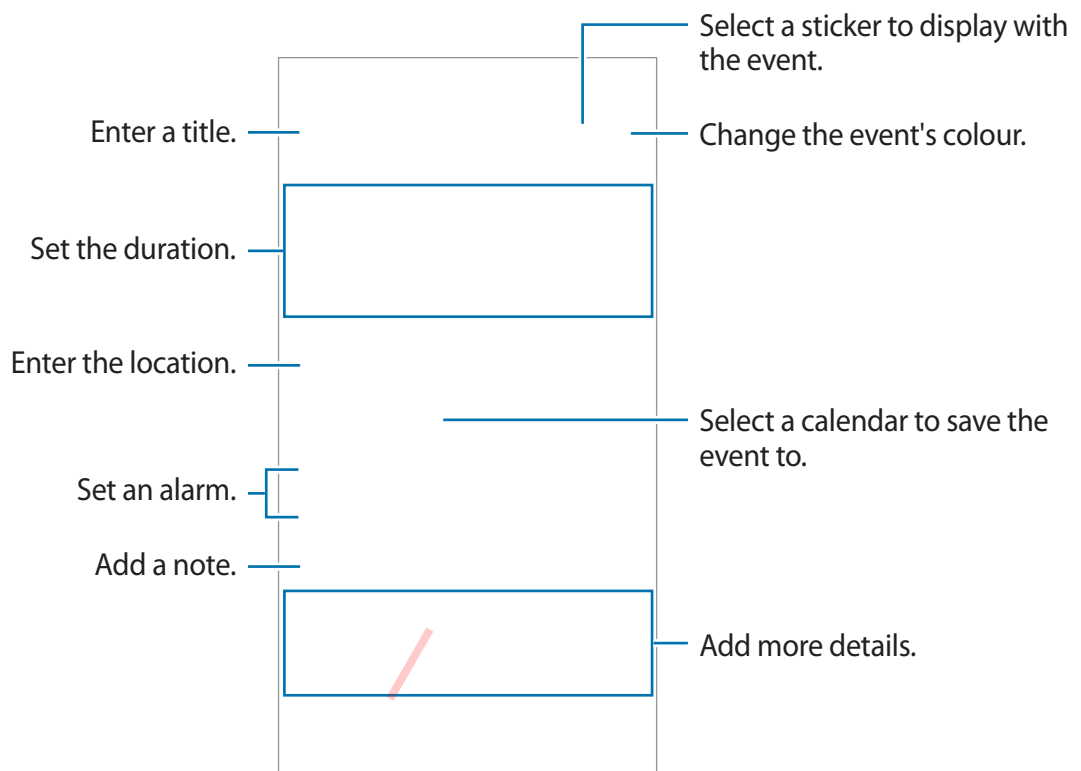 Select a sticker to display with
the event.
Enter a title.
Change the event's colour.
Set the duration.
Enter the location.
Select a calendar to save the
event to.
Set an alarm.
Add a note.
Add more details.